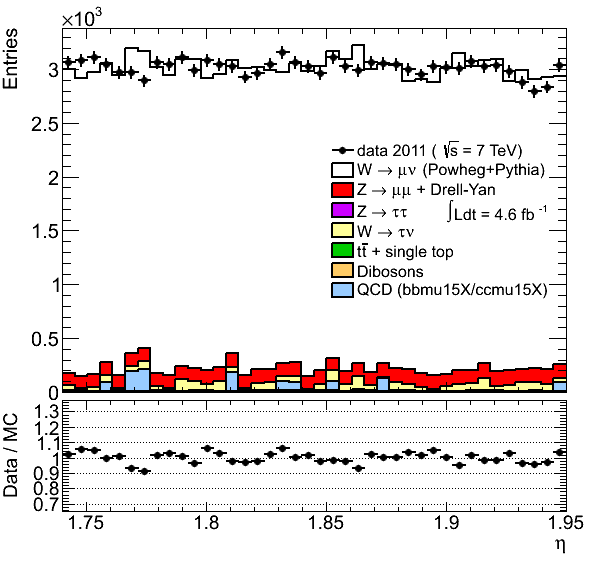 ×10³
Entries
3
2.5
2
1.5
1
0.5
0
data 2011 ( √s = 7 TeV)
W → μν (Powheg+Pythia)
Z → μμ + Drell-Yan
Z → ττ
∫Ldt = 4.6 fb⁻¹
W → τν
tt̄ + single top
Dibosons
QCD (bbmu15X/ccmu15X)
Data / MC
1.3
1.2
1.1
1
0.9
0.8
0.7
1.75 1.8 1.85 1.9 1.95
η